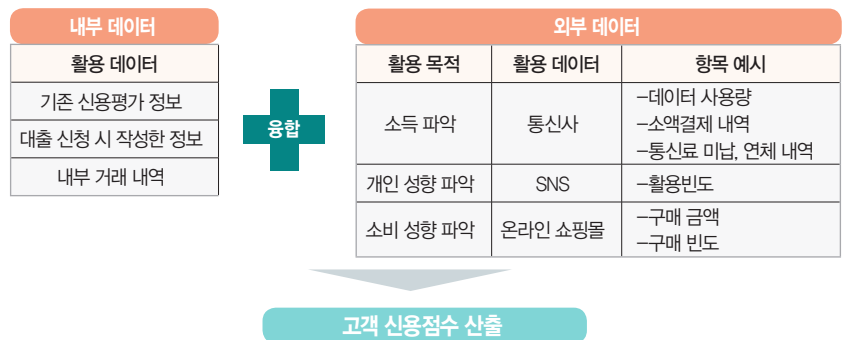 내부 데이터
활용 데이터
기존 신용평가 정보
대출 신청 시 작성한 정보
내부 거래 내역
융합
외부 데이터
활용 목적 활용 데이터 항목 예시
소득 파악 통신사
-데이터 사용량
-소액결제 내역
-통신료 미납, 연체 내역
개인 성향 파악 SNS -활용빈도
소비 성향 파악 온라인 쇼핑몰
-구매 금액
-구매 빈도
고객 신용점수 산출